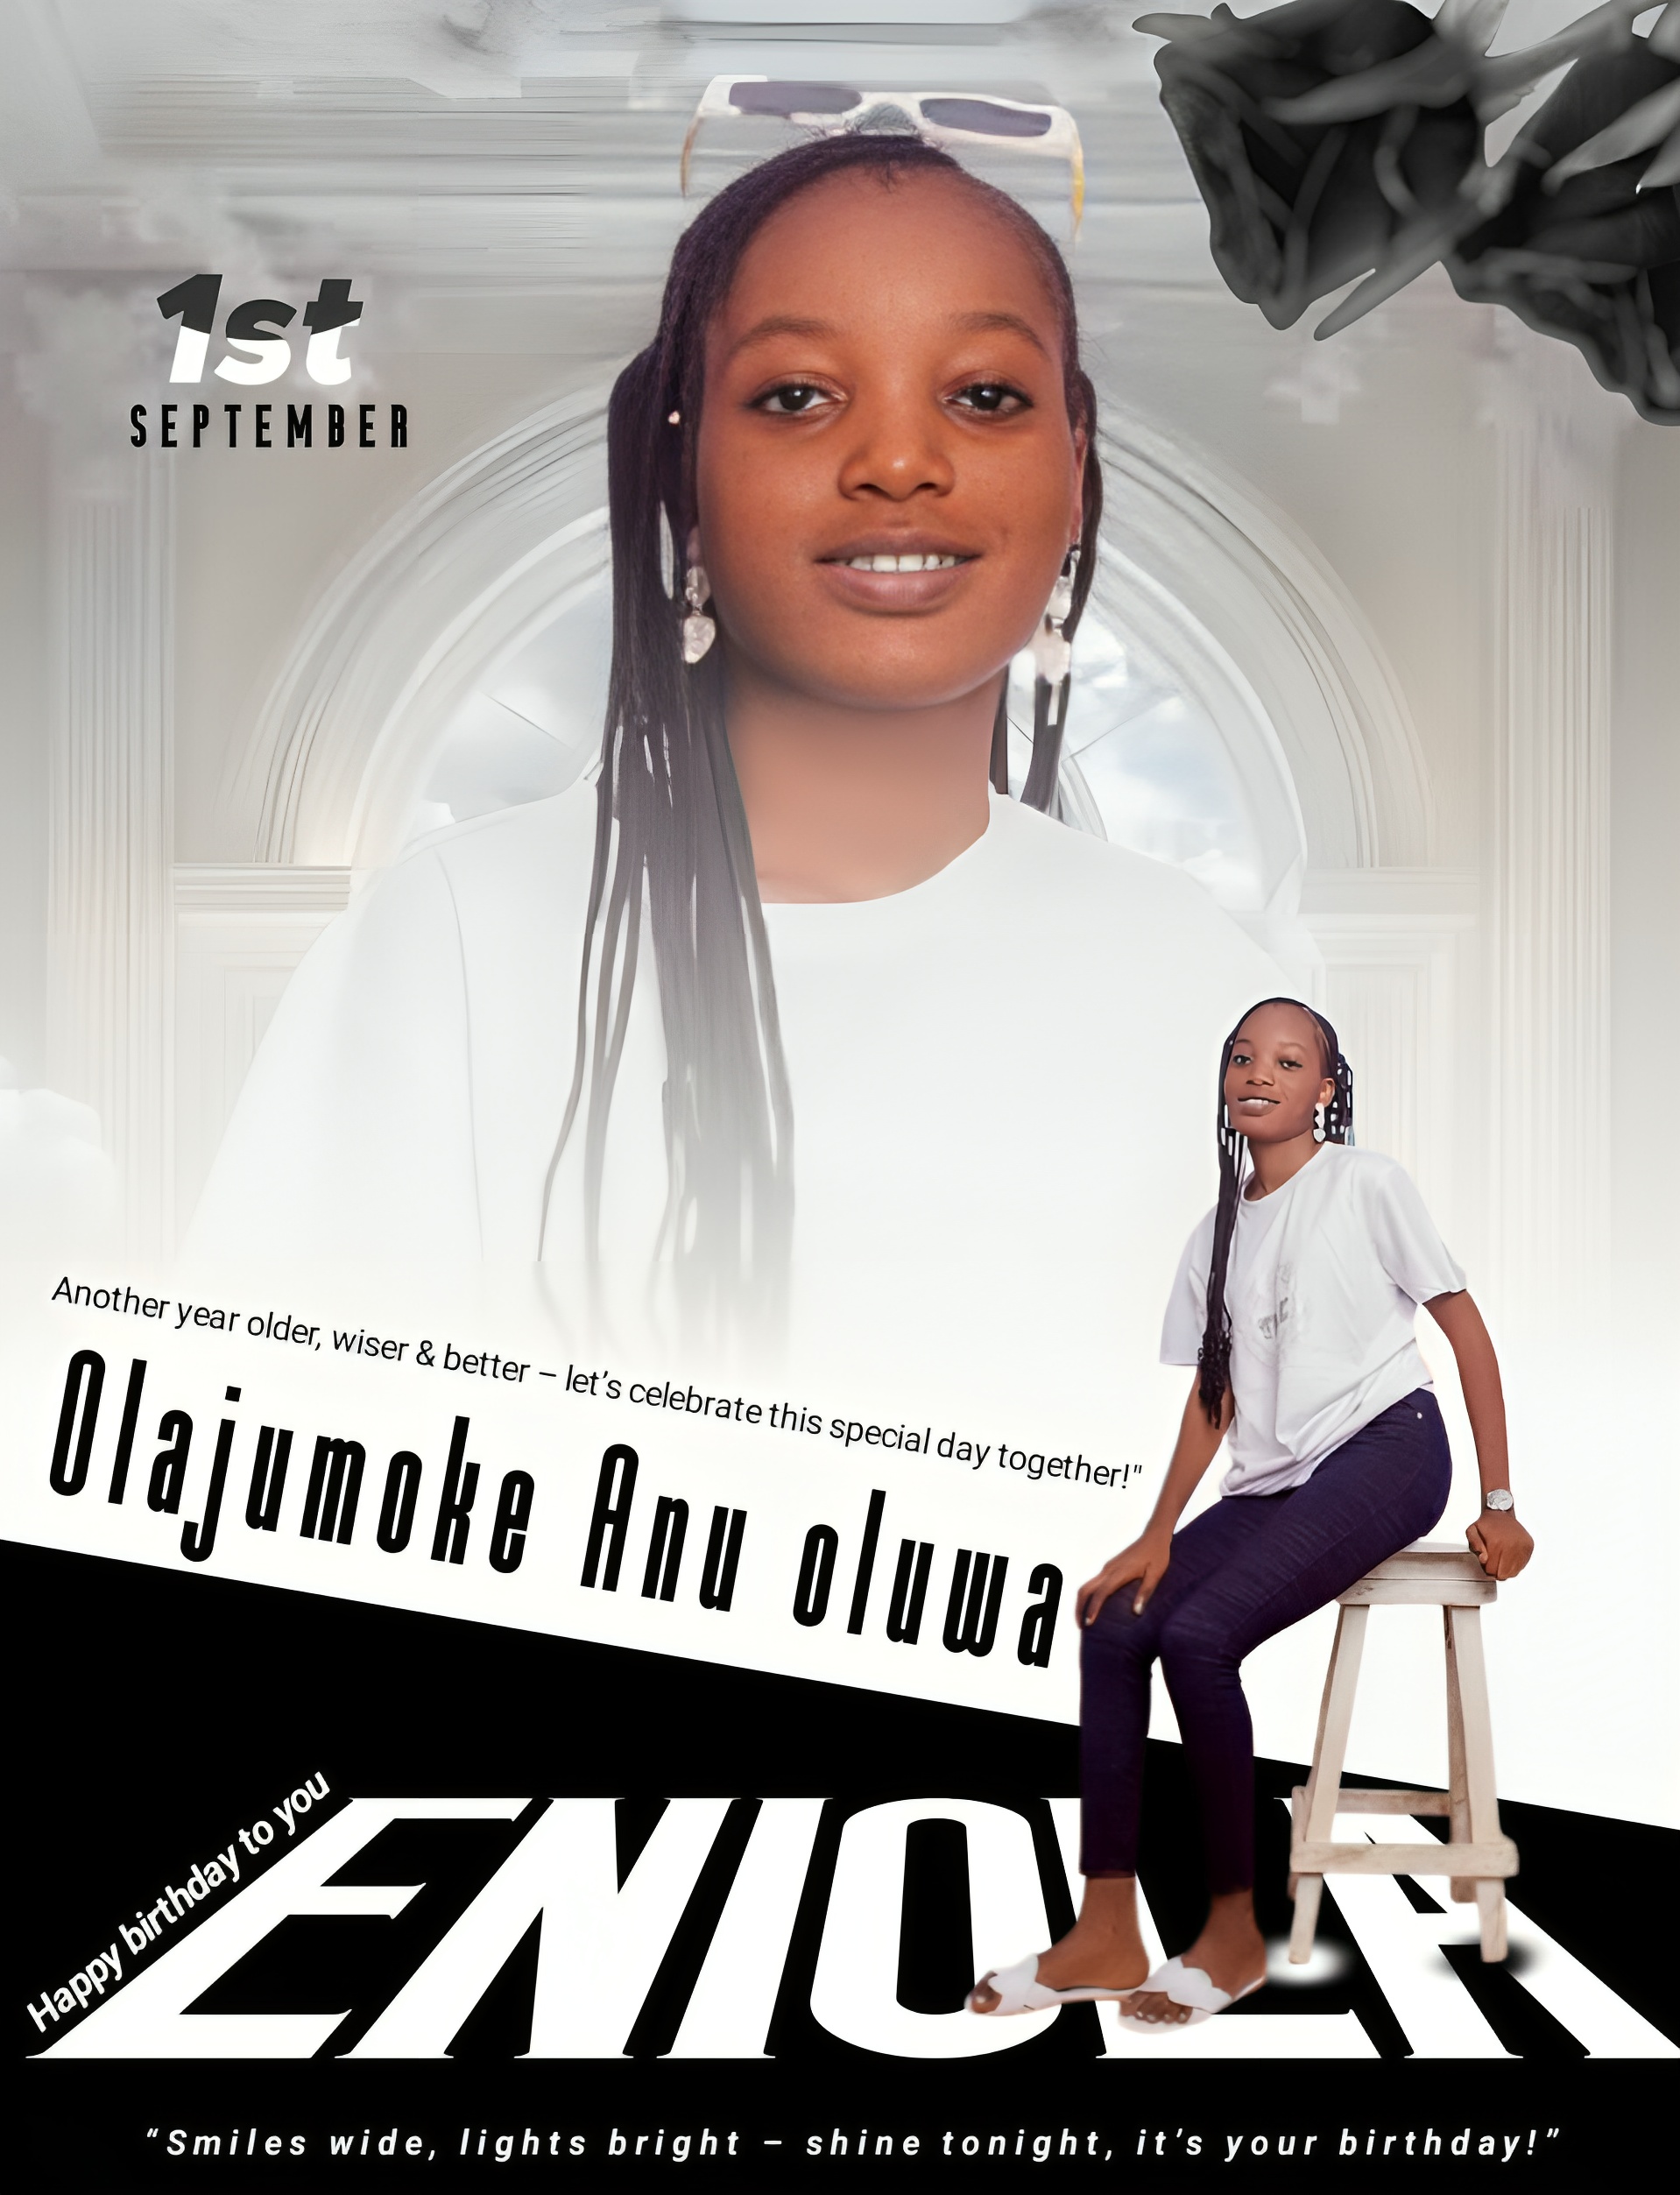 1st
SEPTEMBER
Another year older, wiser & better – let's celebrate this special day together!"
Olajumoke Anu oluwa
Happy birthday to you
ENIOLA
"Smiles wide, lights bright – shine tonight, it's your birthday!"